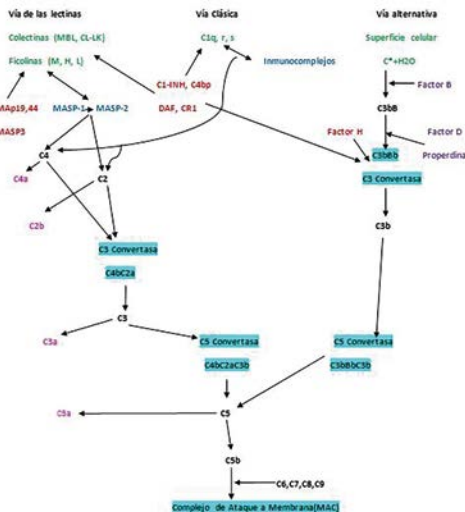 Vía de las lectinas
Vía Clásica
Vía alternativa
Colectinas (MBL, CL-LK)
C1q, r, s
Superficie celular
Ficolinas (M, H, L)
Inmunocomplejos
C*+H2O
C1-INH, C4bp
Factor B
MAp19,44
MASP-1
MASP-2
DAF, CR1
C3bB
MASP3
Factor H
Factor D
C4
C3bBb
Properdina
C4a
C2
C3 Convertasa
C2b
C3b
C3 Convertasa
C4bC2a
C3
C3a
C5 Convertasa
C5 Convertasa
C4bC2aC3b
C3bBbC3b
C5a
C5
C5b
C6,C7,C8,C9
Complejo de Ataque a Membrana(MAC)